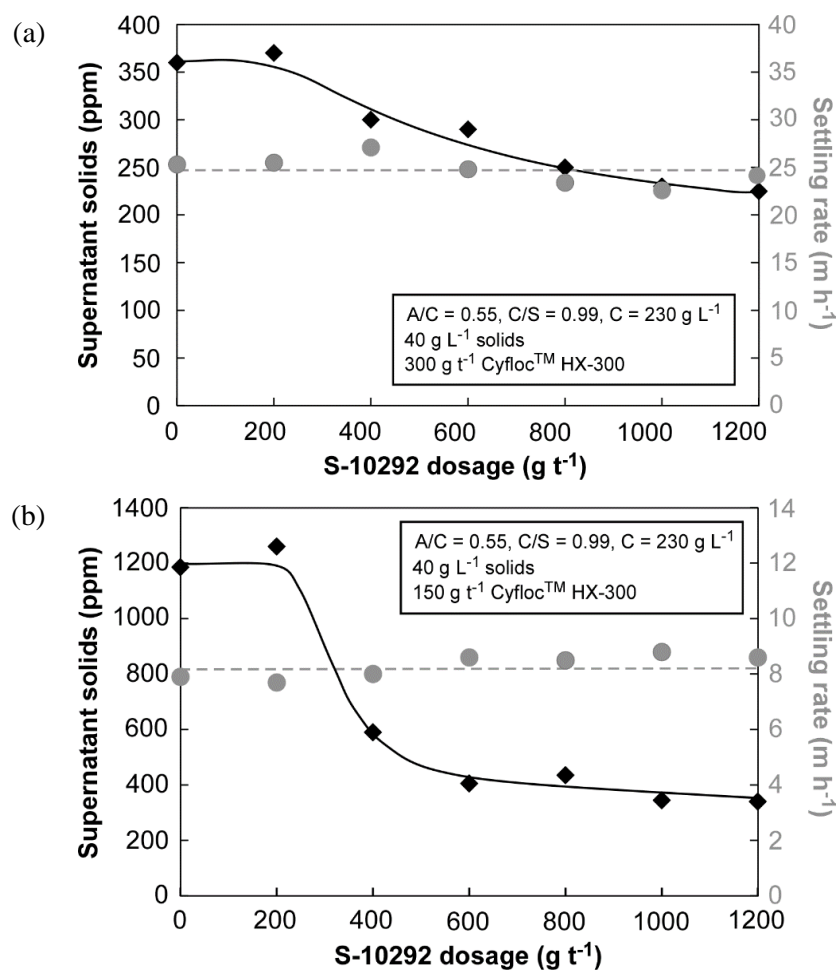 (a)
400
350
300
250
200
150
100
50
0
Supernatant solids (ppm)
40
35
30
25
20
15
10
5
0
Settling rate (m h⁻¹)
A/C = 0.55, C/S = 0.99, C = 230 g L⁻¹
40 g L⁻¹ solids
300 g t⁻¹ Cyfloc™ HX-300
0 200 400 600 800 1000 1200
S-10292 dosage (g t⁻¹)
(b)
1400
1200
1000
800
600
400
200
0
Supernatant solids (ppm)
14
12
10
8
6
4
2
0
Settling rate (m h⁻¹)
A/C = 0.55, C/S = 0.99, C = 230 g L⁻¹
40 g L⁻¹ solids
150 g t⁻¹ Cyfloc™ HX-300
0 200 400 600 800 1000 1200
S-10292 dosage (g t⁻¹)